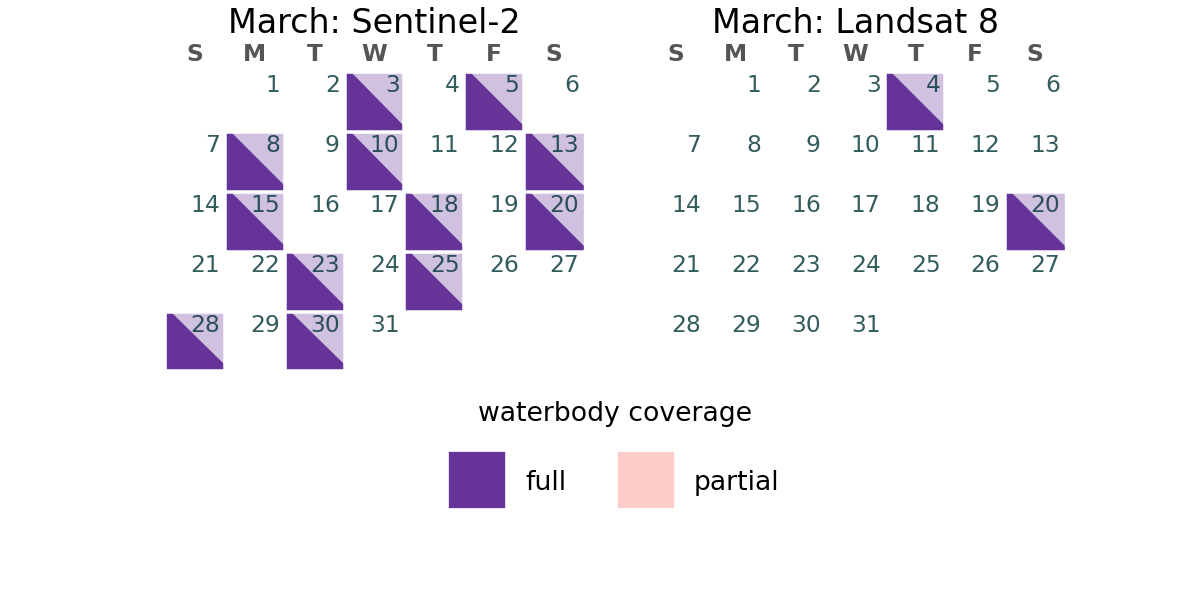 March: Sentinel-2
S M T W T F S
1 2 3 4 5 6
7 8 9 10 11 12 13
14 15 16 17 18 19 20
21 22 23 24 25 26 27
28 29 30 31
March: Landsat 8
S M T W T F S
1 2 3 4 5 6
7 8 9 10 11 12 13
14 15 16 17 18 19 20
21 22 23 24 25 26 27
28 29 30 31
waterbody coverage
full partial